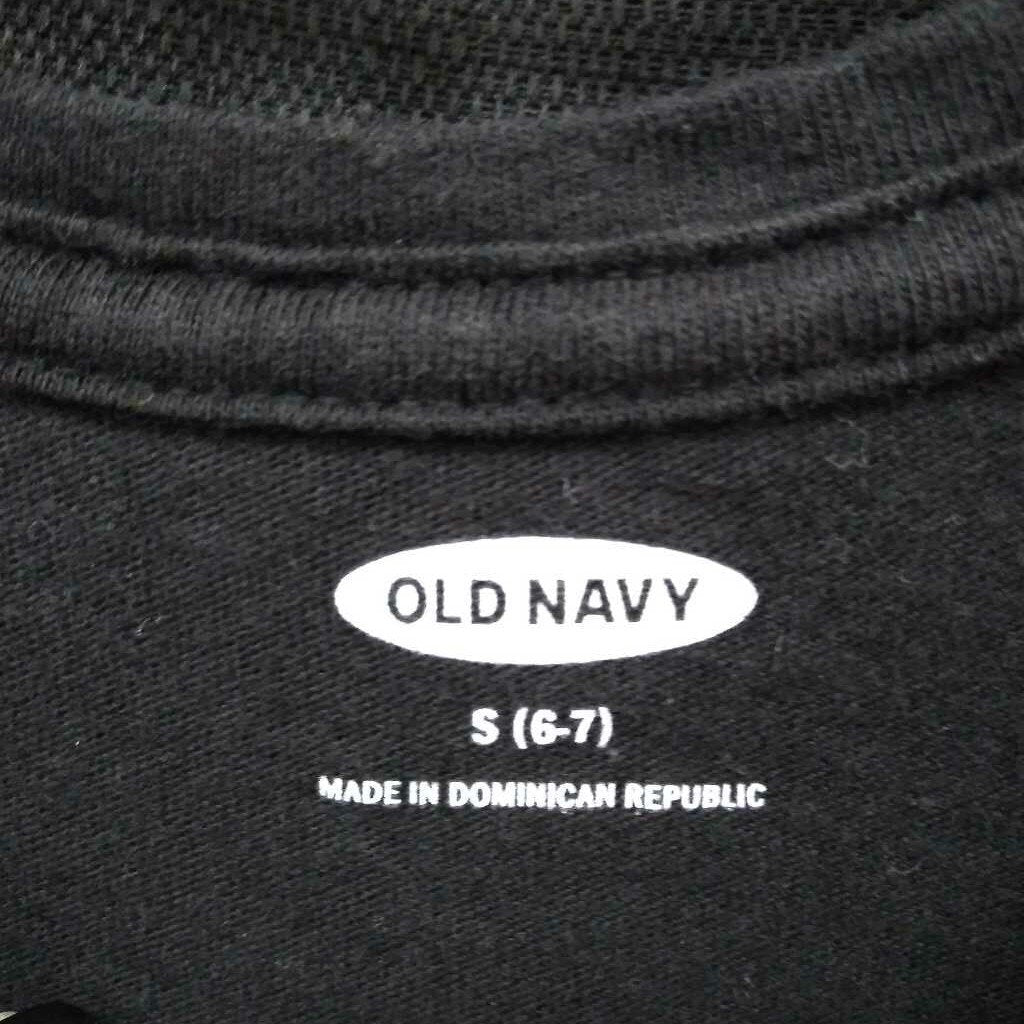 OLD NAVY
S (6-7)
MADE IN DOMINICAN REPUBLIC